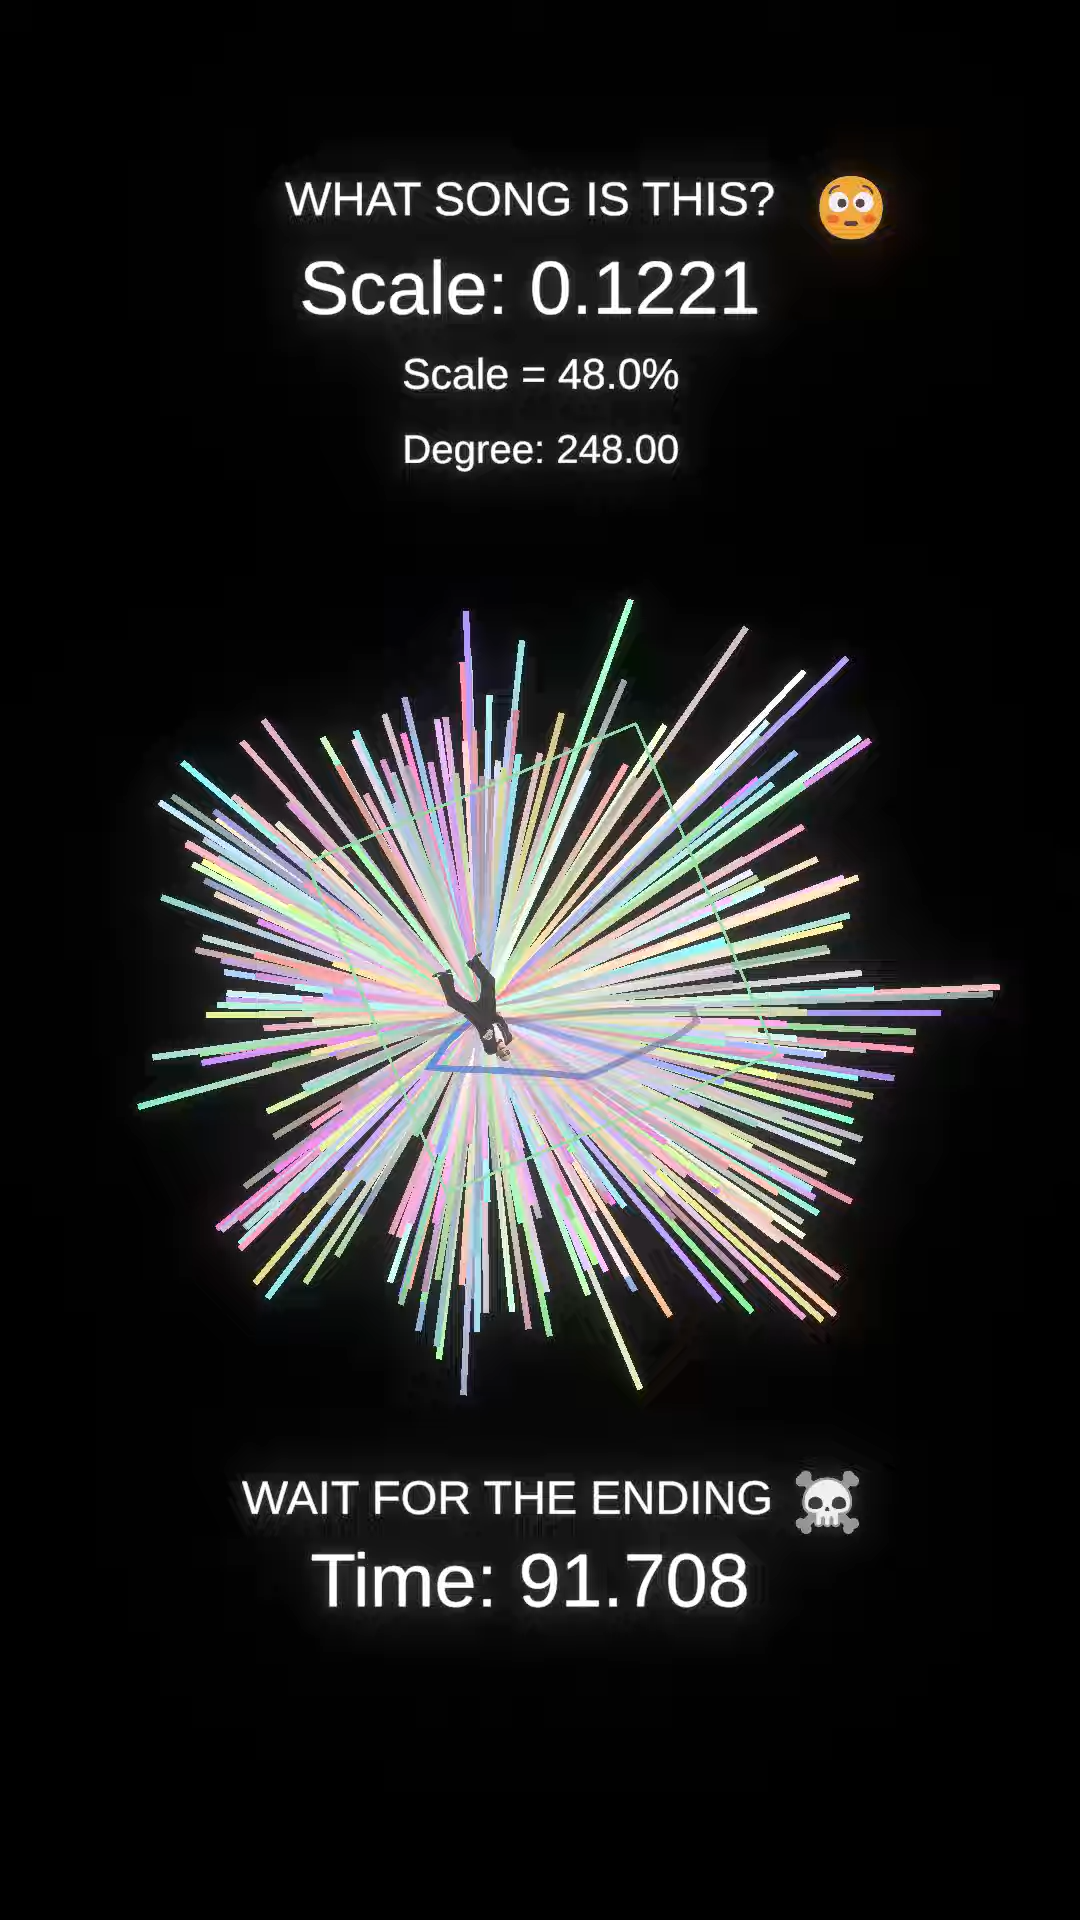 WHAT SONG IS THIS? 😳
Scale: 0.1221
Scale = 48.0%
Degree: 248.00
WAIT FOR THE ENDING ☠️
Time: 91.708